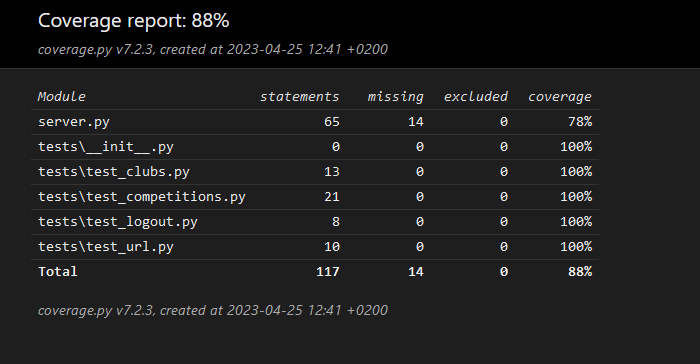 Coverage report: 88%
coverage.py v7.2.3, created at 2023-04-25 12:41 +0200
Module statements missing excluded coverage
server.py 65 14 0 78%
tests\__init__.py 0 0 0 100%
tests\test_clubs.py 13 0 0 100%
tests\test_competitions.py 21 0 0 100%
tests\test_logout.py 8 0 0 100%
tests\test_url.py 10 0 0 100%
Total 117 14 0 88%
coverage.py v7.2.3, created at 2023-04-25 12:41 +0200